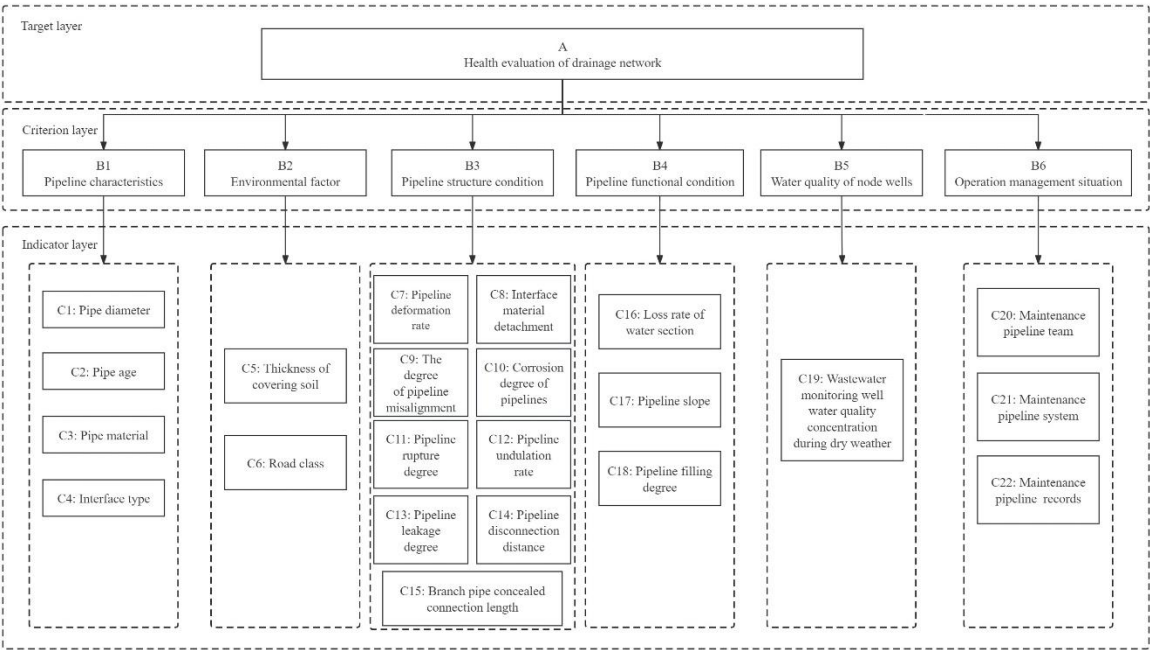 Target layer
A
Health evaluation of drainage network
Criterion layer
B1
Pipeline characteristics
B2
Environmental factor
B3
Pipeline structure condition
B4
Pipeline functional condition
B5
Water quality of node wells
B6
Operation management situation
Indicator layer
C1: Pipe diameter
C2: Pipe age
C3: Pipe material
C4: Interface type
C5: Thickness of
covering soil
C6: Road class
C7: Pipeline
deformation
rate
C8: Interface
material
detachment
C9: The
degree
of pipeline
misalignment
C10: Corrosion
degree of
pipelines
C11: Pipeline
rupture
degree
C12: Pipeline
undulation
rate
C13: Pipeline
leakage
degree
C14: Pipeline
disconnection
distance
C15: Branch pipe concealed
connection length
C16: Loss rate of
water section
C17: Pipeline slope
C18: Pipeline filling
degree
C19: Wastewater
monitoring well
water quality
concentration
during dry weather
C20: Maintenance
pipeline team
C21: Maintenance
pipeline system
C22: Maintenance
pipeline records